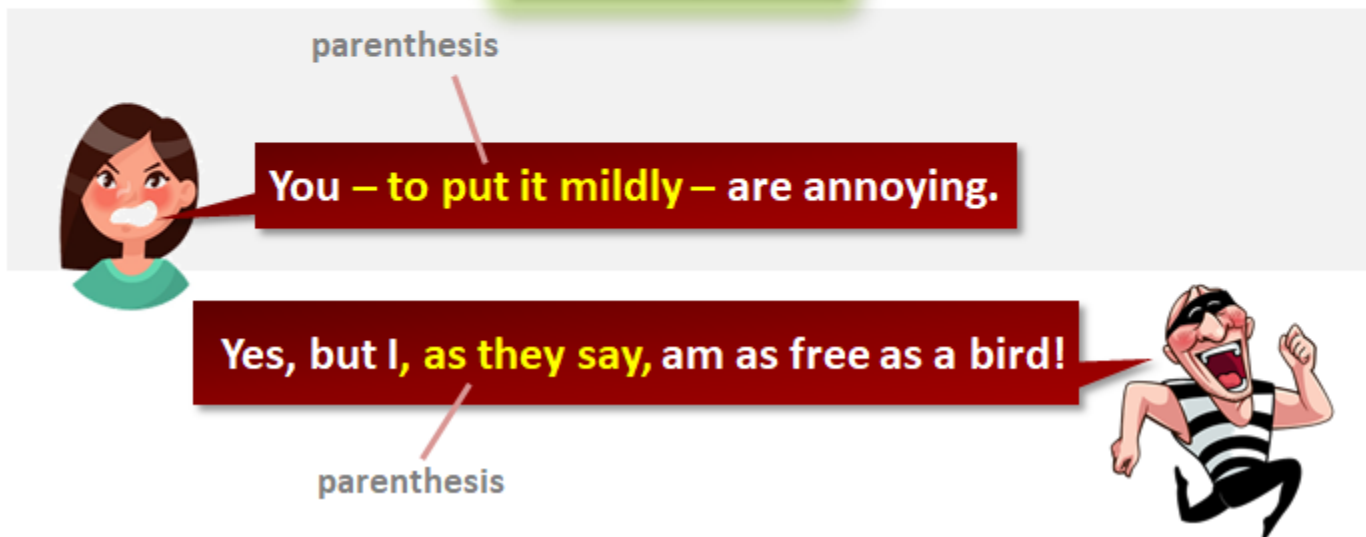 parenthesis
You – to put it mildly – are annoying.
Yes, but I, as they say, am as free as a bird!
parenthesis